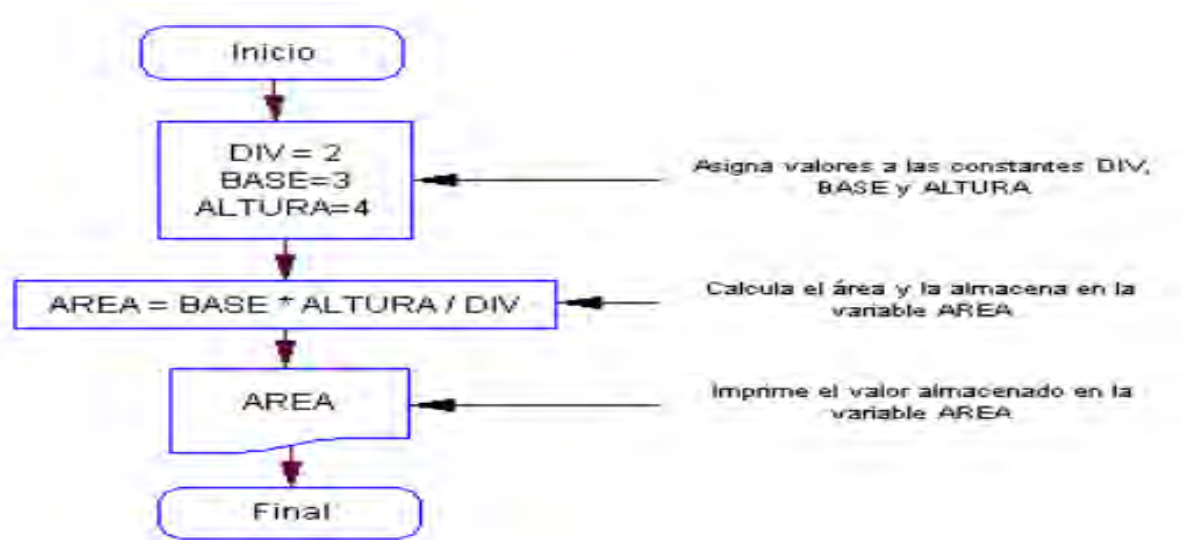 Inicio
DIV = 2
BASE=3
ALTURA=4
Asigna valores a las constantes DIV,
BASE y ALTURA
AREA = BASE * ALTURA / DIV
Calcula el área y la almacena en la
variable AREA
AREA
Imprime el valor almacenado en la
variable AREA
Final